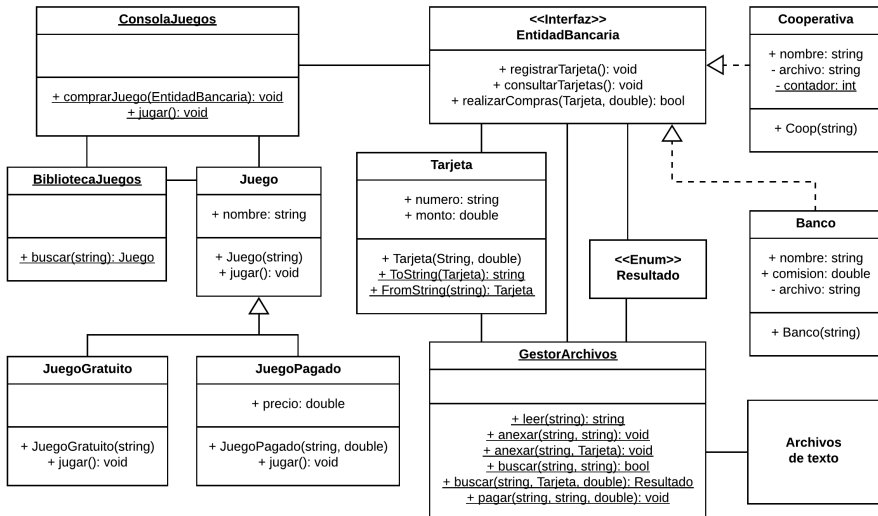 ConsolaJuegos
+ comprarJuego(EntidadBancaria): void
+ jugar(): void
<<Interfaz>>
EntidadBancaria
+ registrarTarjeta(): void
+ consultarTarjetas(): void
+ realizarCompras(Tarjeta, double): bool
Cooperativa
+ nombre: string
- archivo: string
- contador: int
+ Coop(string)
BibliotecaJuegos
+ buscar(string): Juego
Juego
+ nombre: string
+ Juego(string)
+ jugar(): void
Tarjeta
+ numero: string
+ monto: double
+ Tarjeta(String, double)
+ ToString(Tarjeta): string
+ FromString(string): Tarjeta
<<Enum>>
Resultado
Banco
+ nombre: string
+ comision: double
- archivo: string
+ Banco(string)
JuegoGratuito
+ JuegoGratuito(string)
+ jugar(): void
JuegoPagado
+ precio: double
+ JuegoPagado(string, double)
+ jugar(): void
GestorArchivos
+ leer(string): string
+ anexar(string, string): void
+ anexar(string, Tarjeta): void
+ buscar(string, string): bool
+ buscar(string, Tarjeta, double): Resultado
+ pagar(string, string, double): void
Archivos
de texto